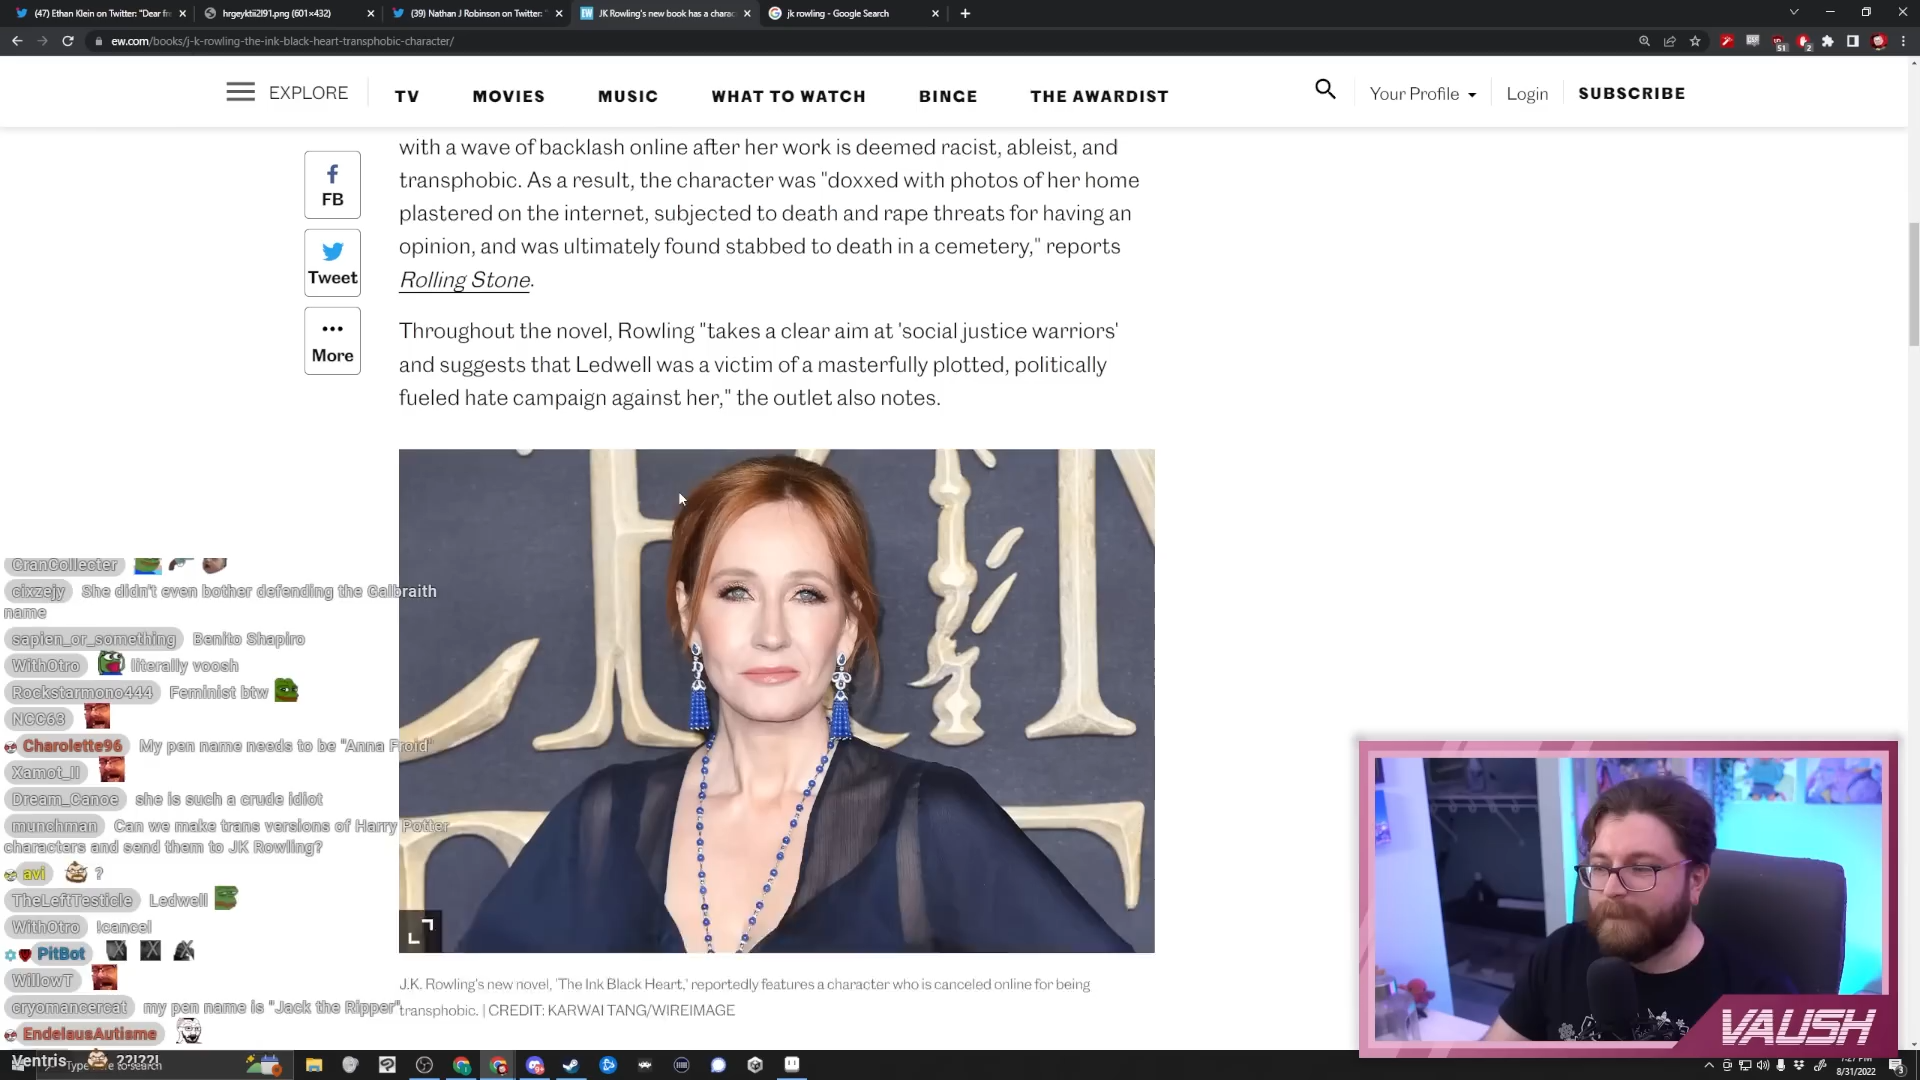 (47) Ethan Klein on Twitter: "Dear fr
hrgeyktii2l91.png (601×432)
(39) Nathan J Robinson on Twitter:
JK Rowling's new book has a charac
jk rowling - Google Search
ew.com/books/j-k-rowling-the-ink-black-heart-transphobic-character/
EXPLORE
TV
MOVIES
MUSIC
WHAT TO WATCH
BINGE
THE AWARDIST
Your Profile
Login
SUBSCRIBE
FB
Tweet
More
with a wave of backlash online after her work is deemed racist, ableist, and
transphobic. As a result, the character was "doxxed with photos of her home
plastered on the internet, subjected to death and rape threats for having an
opinion, and was ultimately found stabbed to death in a cemetery," reports
Rolling Stone.
Throughout the novel, Rowling "takes a clear aim at 'social justice warriors'
and suggests that Ledwell was a victim of a masterfully plotted, politically
fueled hate campaign against her," the outlet also notes.
J.K. Rowling's new novel, 'The Ink Black Heart,' reportedly features a character who is canceled online for being
transphobic. | CREDIT: KARWAI TANG/WIREIMAGE
CranCollecter
cixzejy She didn't even bother defending the Galbraith
name
sapien_or_something Benito Shapiro
WithOtro literally voosh
Rockstarmono444 Feminist btw
NCC63
Charolette96 My pen name needs to be "Anna Froid"
Xamot_II
Dream_Canoe she is such a crude idiot
munchman Can we make trans versions of Harry Potter
characters and send them to JK Rowling?
avi ?
TheLeftTesticle Ledwell
WithOtro !cancel
PitBot
WillowT
cryomancercat my pen name is "Jack the Ripper"
EndelausAutisme
Ventris ??!??!
VAUSH
8/31/2022